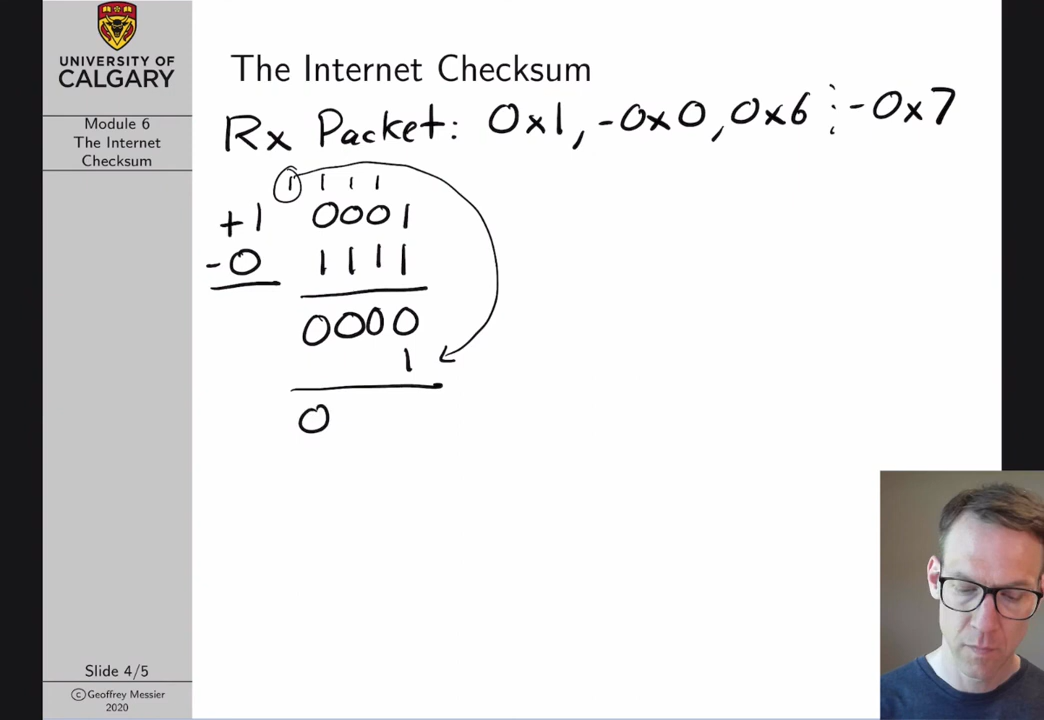 UNIVERSITY OF
CALGARY
Module 6
The Internet
Checksum
The Internet Checksum
Rx Packet: 0x1, -0x0, 0x6 ⋮ -0x7
1 1 1 1
+1 0001
-0 1111
0000
1
0
Slide 4/5
©Geoffrey Messier
2020